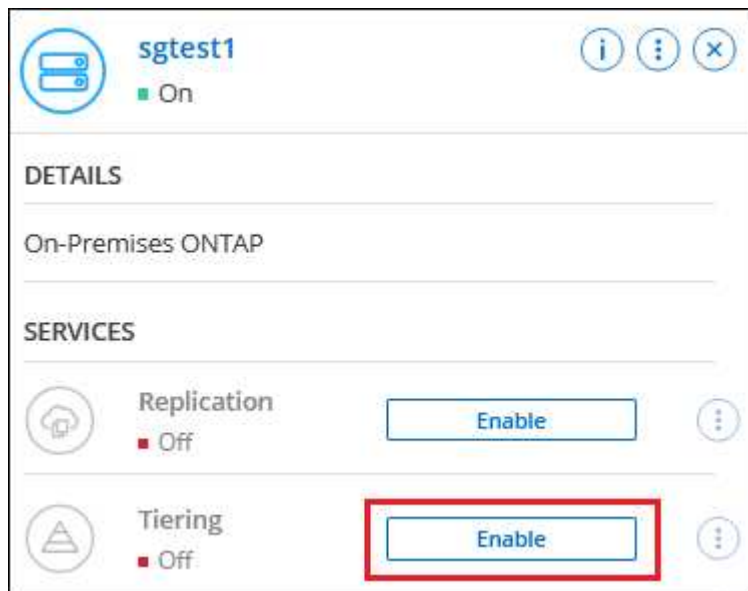 sgtest1
On
DETAILS
On-Premises ONTAP
SERVICES
Replication
Enable
Off
Tiering
Enable
Off